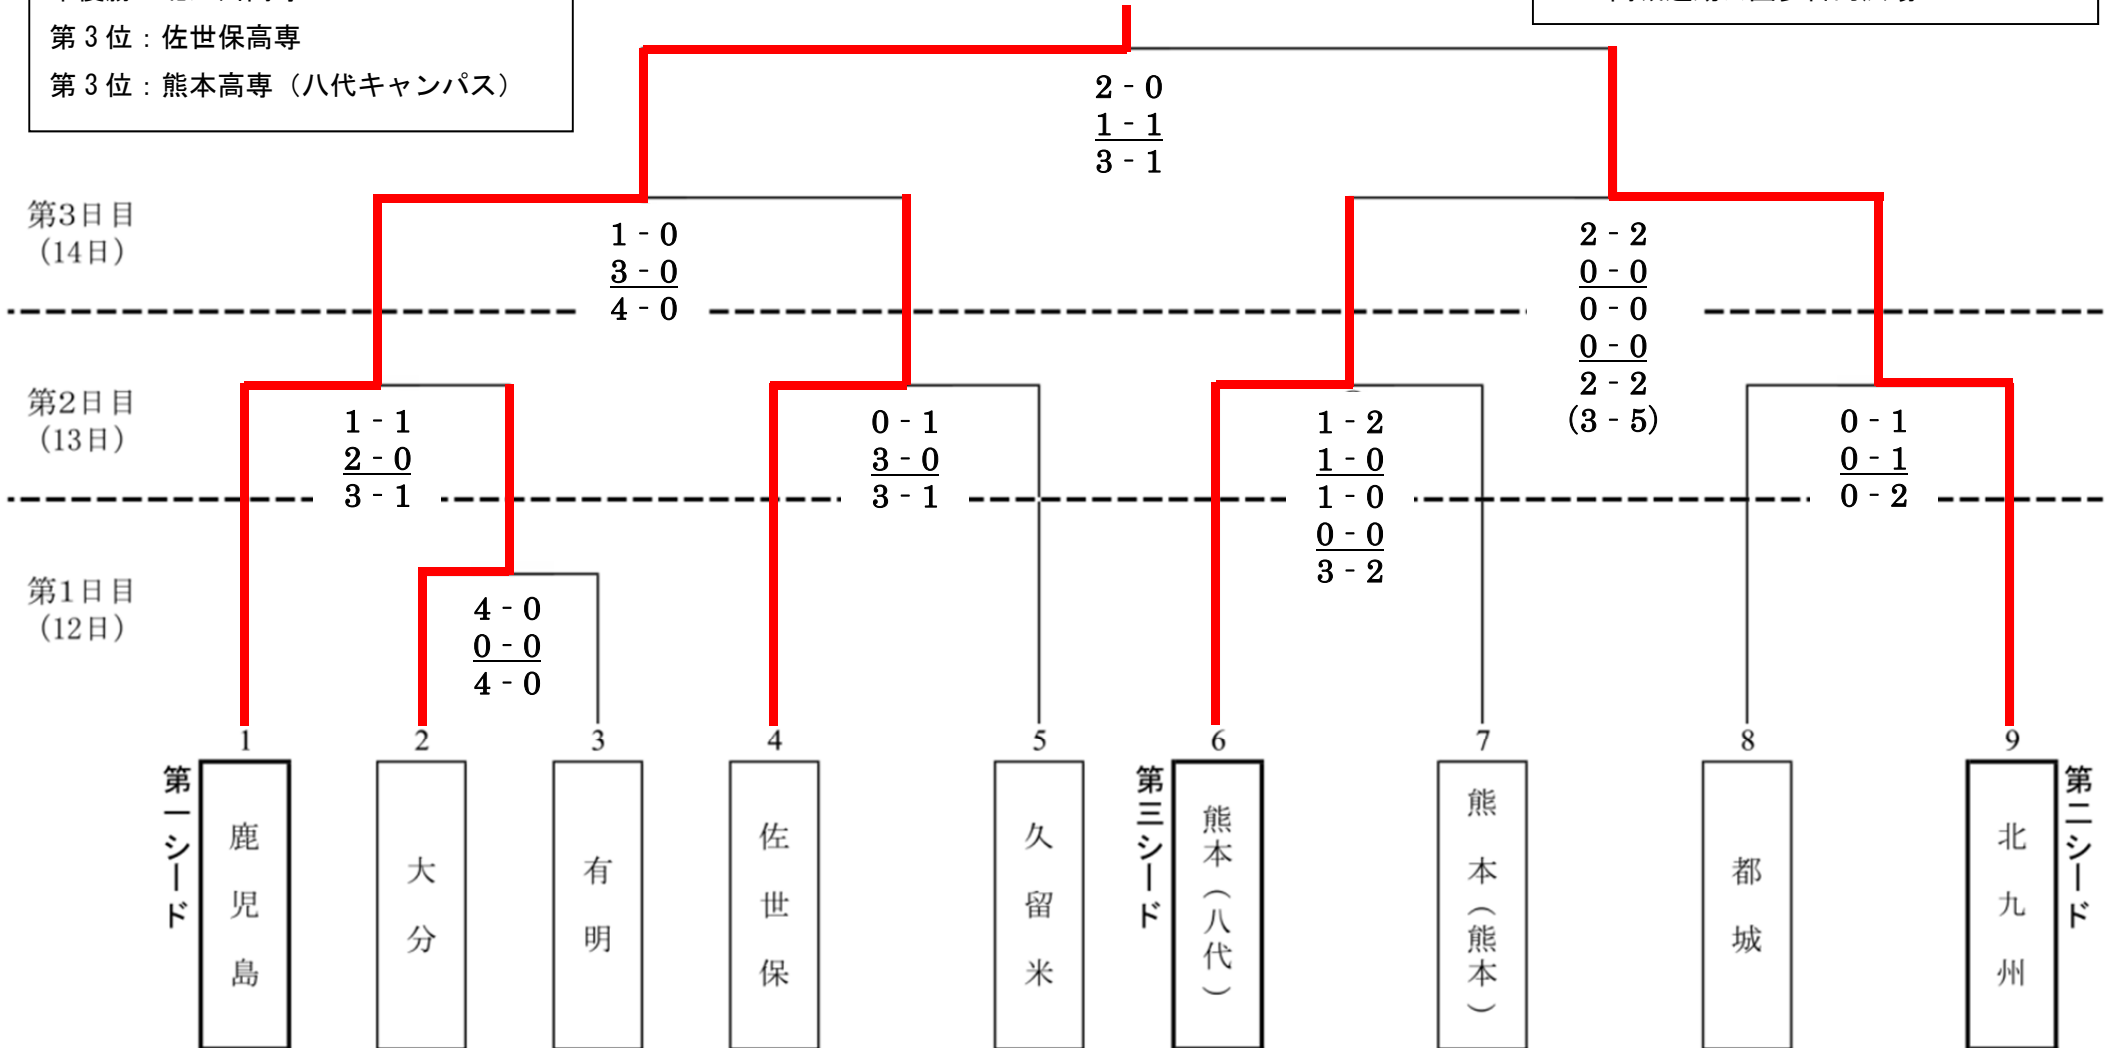 第３位：佐世保高専
第３位：熊本高専（八代キャンパス）
2 - 0
1 - 1
3 - 1
第3日目
(14日)
1 - 0
3 - 0
4 - 0
2 - 2
0 - 0
0 - 0
0 - 0
2 - 2
(3 - 5)
第2日目
(13日)
1 - 1
2 - 0
3 - 1
0 - 1
3 - 0
3 - 1
1 - 2
1 - 0
1 - 0
0 - 0
3 - 2
0 - 1
0 - 1
0 - 2
第1日目
(12日)
4 - 0
0 - 0
4 - 0
1
2
3
4
5
6
7
8
9
第一シード
鹿児島
大分
有明
佐世保
久留米
第三シード
熊本（八代）
熊本（熊本）
都城
北九州
第二シード